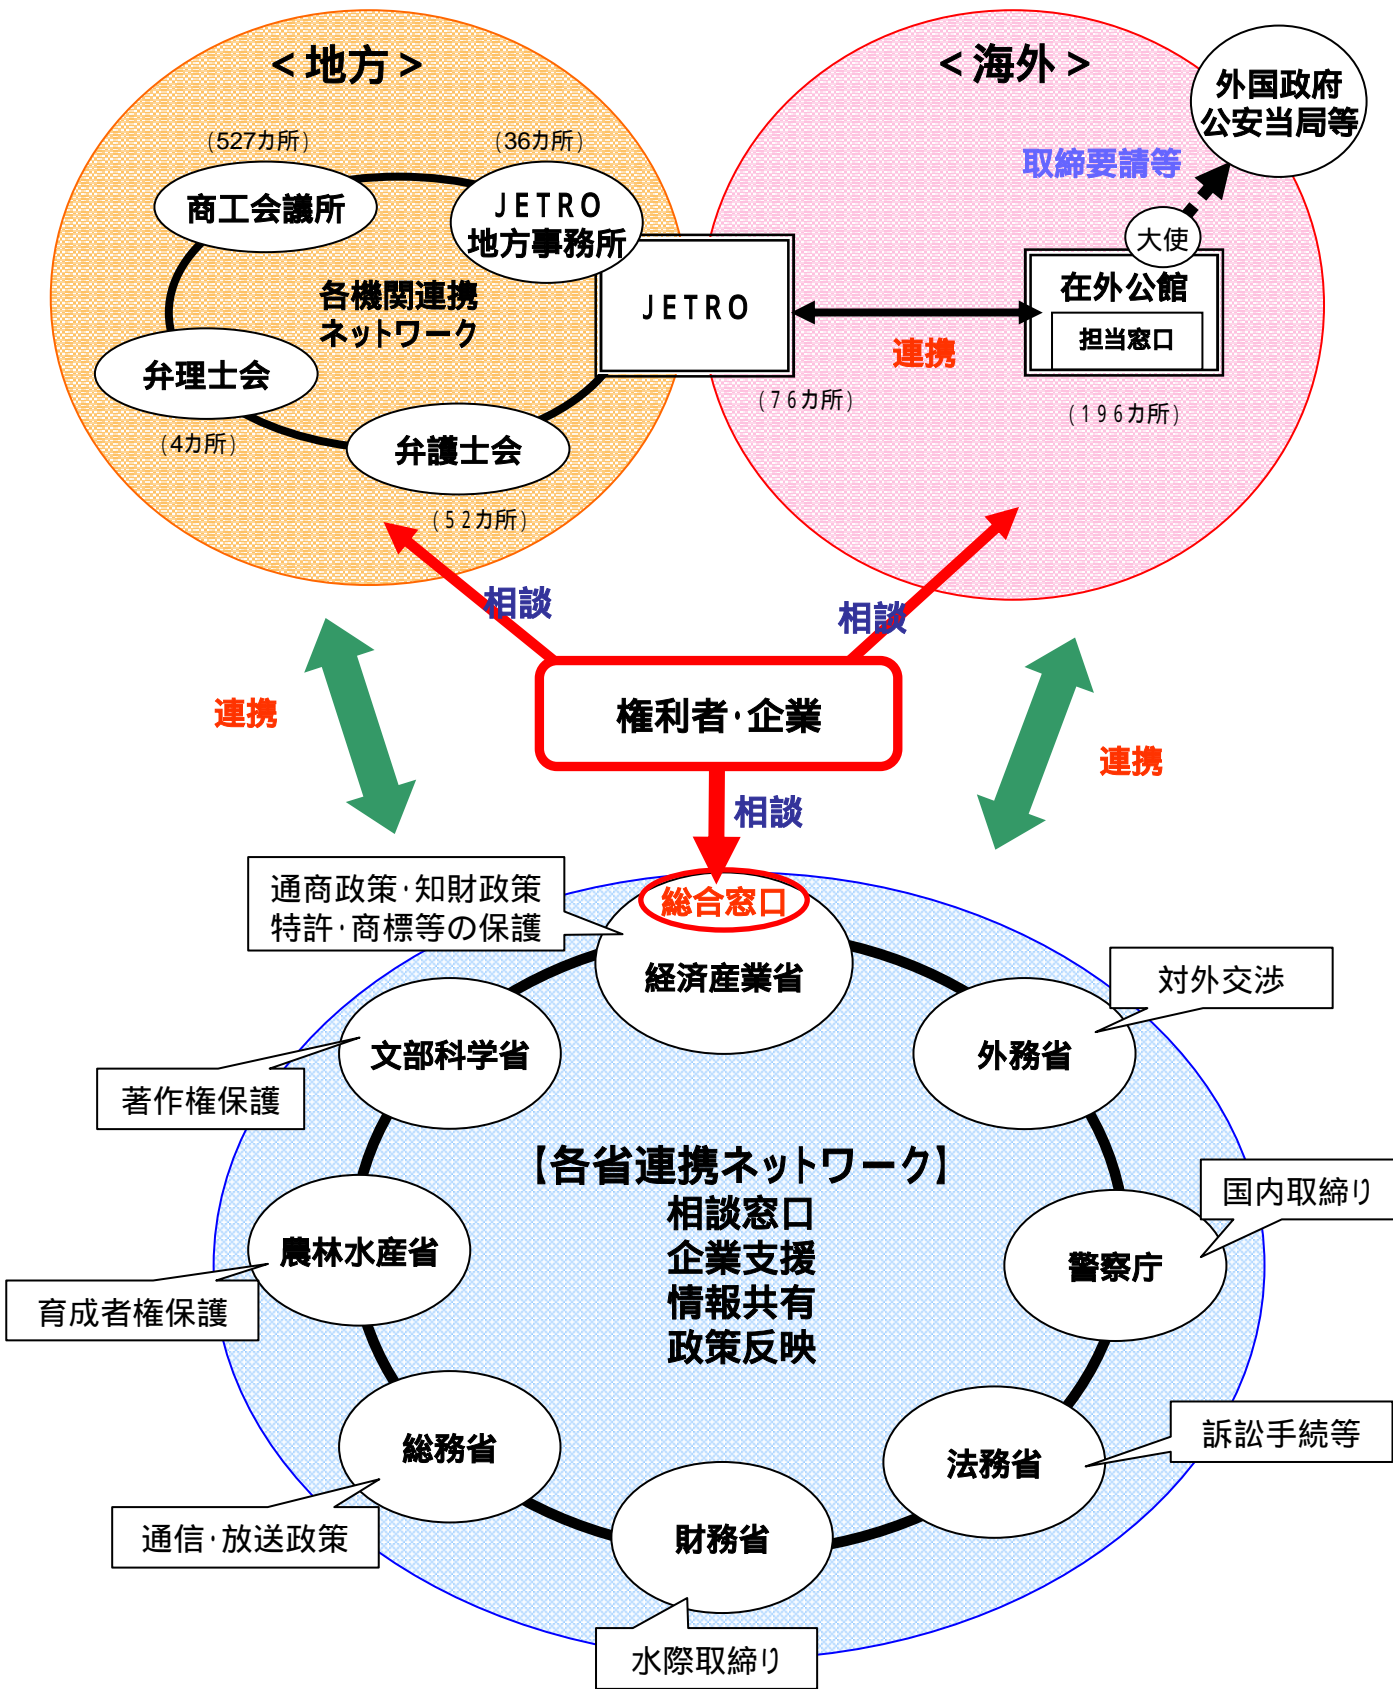 ＜地方＞
(527カ所)
(36カ所)
商工会議所
ＪＥＴＲＯ
地方事務所
各機関連携
ネットワーク
弁理士会
(4カ所)
弁護士会
(５２カ所)
ＪＥＴＲＯ
(７６カ所)
＜海外＞
外国政府
公安当局等
取締要請等
大使
在外公館
担当窓口
連携
(１９６カ所)
相談
相談
連携
権利者・企業
連携
相談
通商政策・知財政策
特許・商標等の保護
総合窓口
経済産業省
対外交渉
文部科学省
外務省
著作権保護
【各省連携ネットワーク】
相談窓口
企業支援
情報共有
政策反映
国内取締り
農林水産省
警察庁
育成者権保護
総務省
法務省
訴訟手続等
通信・放送政策
財務省
水際取締り